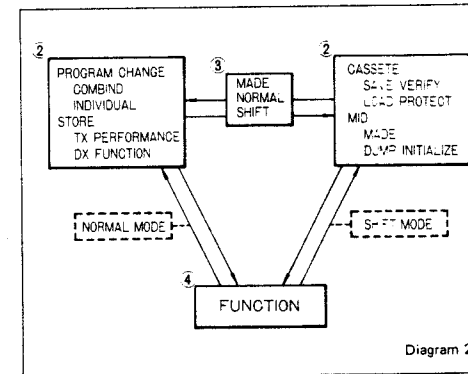 2
PROGRAM CHANGE
COMBIND
INDIVIDUAL
STORE
TX PERFORMANCE
DX FUNCTION
3
MADE
NORMAL
SHIFT
2
CASSETE
SAVE VERIFY
LOAD PROTECT
MID
MADE
DUMP INITIALIZE
NORMAL MODE
SHIFT MODE
4
FUNCTION
Diagram 2